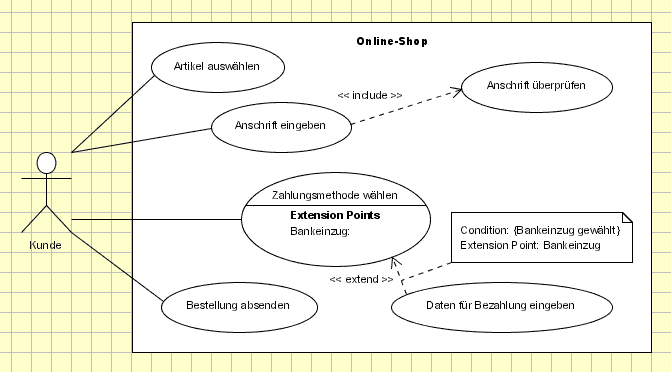 Online-Shop
Artikel auswählen
Anschrift überprüfen
<< include >>
Anschrift eingeben
Zahlungsmethode wählen
Extension Points
Bankeinzug:
Condition: {Bankeinzug gewählt}
Extension Point: Bankeinzug
Kunde
<< extend >>
Bestellung absenden
Daten für Bezahlung eingeben